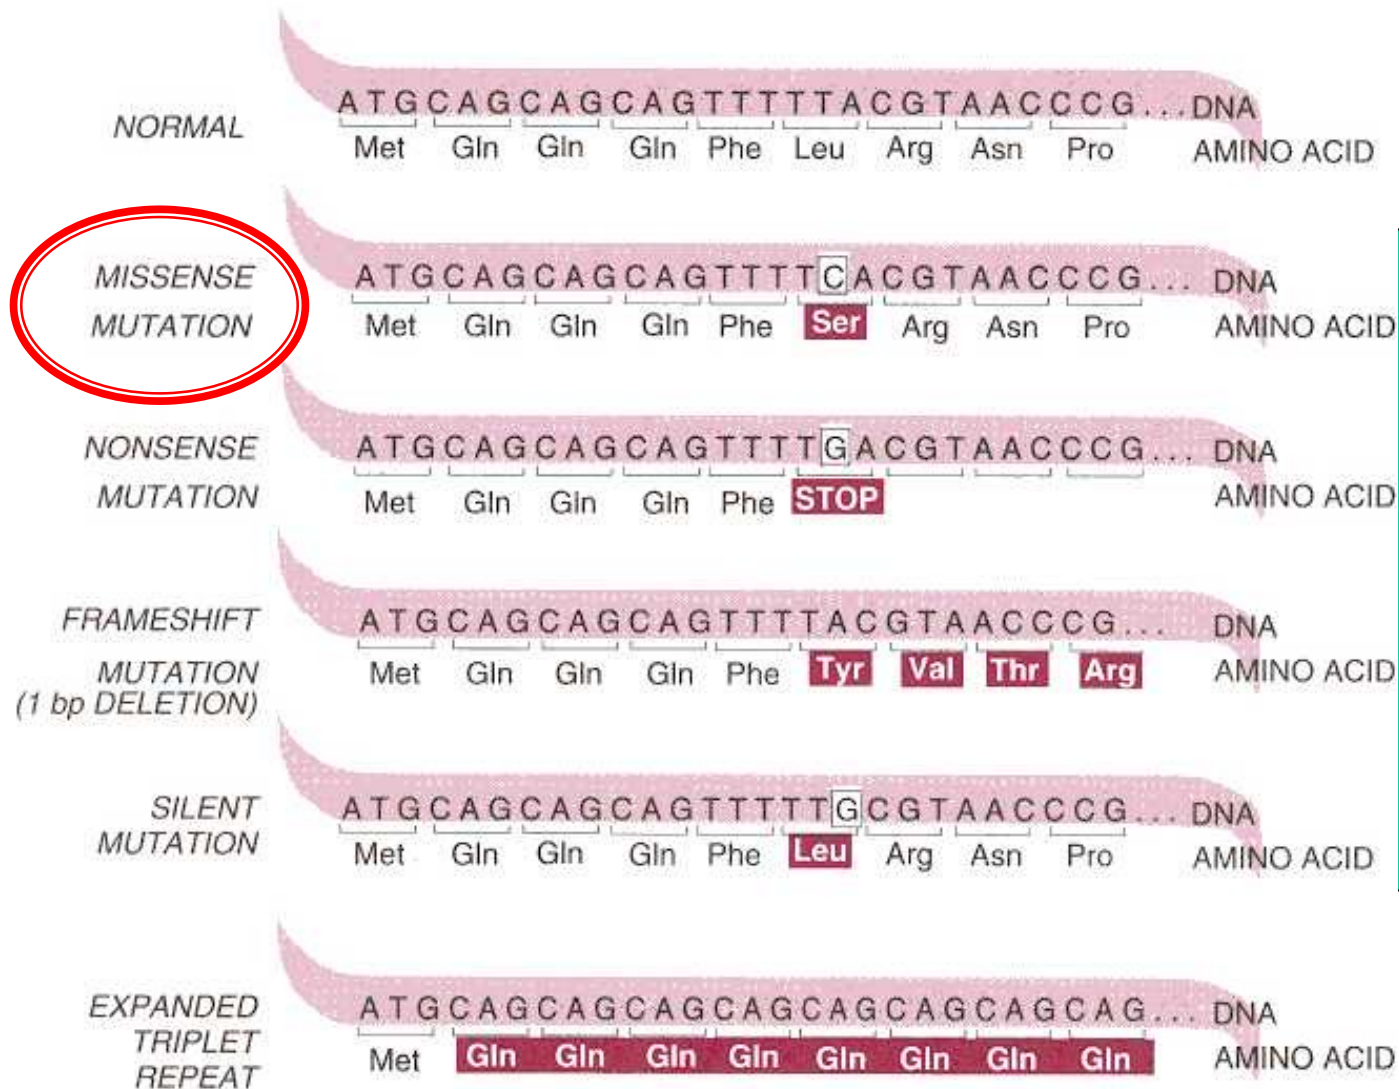 ATGCAGCAGCAGTTTTTACGTAACCCG...DNA
NORMAL
Met Gln Gln Gln Phe Leu Arg Asn Pro AMINO ACID
MISSENSE ATGCAGCAGCAGTTTTCACGTAACCCG... DNA
MUTATION Met Gln Gln Gln Phe Ser Arg Asn Pro AMINO ACID
NONSENSE ATGCAGCAGCAGTTTTGACGTAACCCG... DNA
MUTATION Met Gln Gln Gln Phe STOP AMINO ACID
FRAMESHIFT ATGCAGCAGCAGTTTTACGTAACCCG... DNA
MUTATION Met Gln Gln Gln Phe Tyr Val Thr Arg AMINO ACID
(1 bp DELETION)
SILENT ATGCAGCAGCAGTTTTTGCGTAACCCG... DNA
MUTATION Met Gln Gln Gln Phe Leu Arg Asn Pro AMINO ACID
EXPANDED ATGCAGCAGCAGCAGCAGCAGCAGCAG... DNA
TRIPLET Met Gln Gln Gln Gln Gln Gln Gln Gln AMINO ACID
REPEAT